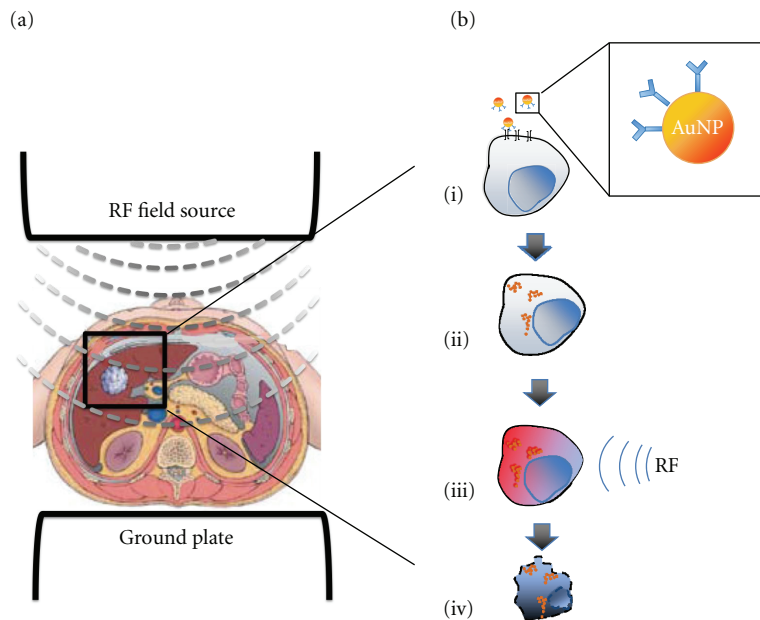 (a)
RF field source
Ground plate
(b)
AuNP
(i)
(ii)
(iii)
RF
(iv)